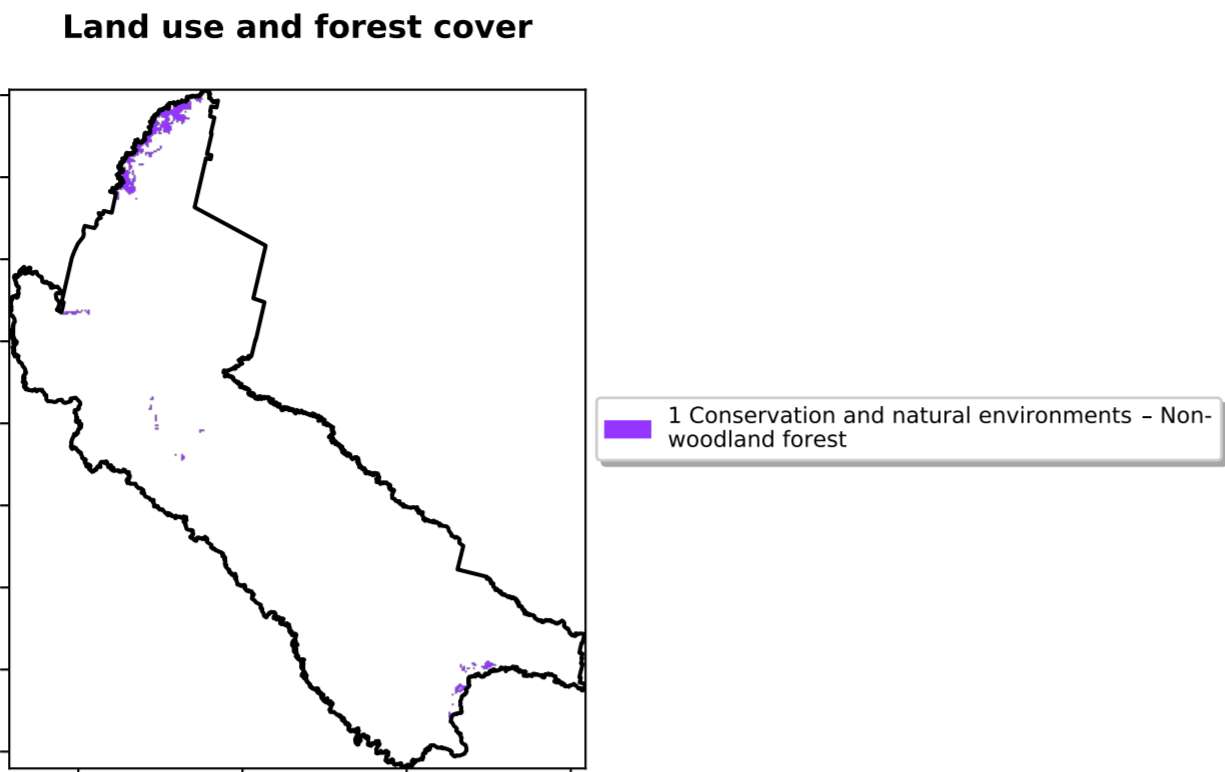 Land use and forest cover
1 Conservation and natural environments – Non-
woodland forest